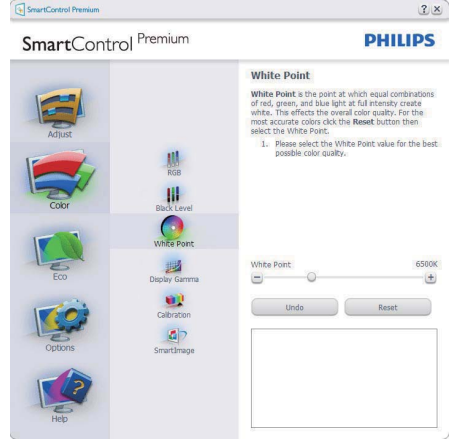 SmartControl Premium
SmartControl Premium
PHILIPS
Adjust
Color
Eco
Options
Help
RGB
Black Level
White Point
Display Gamma
Calibration
SmartImage
White Point
White Point is the point at which equal combinations
of red, green, and blue light at full intensity create
white. This effects the overall color quality. For the
most accurate colors click the Reset button then
select the White Point.
1. Please select the White Point value for the best
possible color quality.
White Point 6500K
Undo Reset